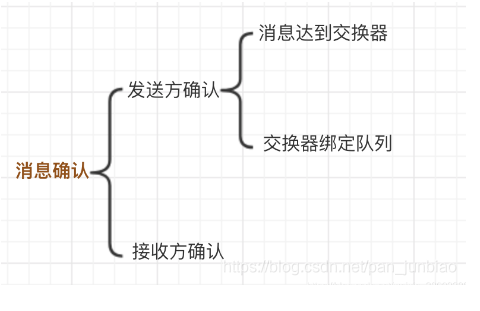 消息达到交换器
发送方确认
交换器绑定队列
消息确认
接收方确认
https://blog.csdn.net/pan_junbiao